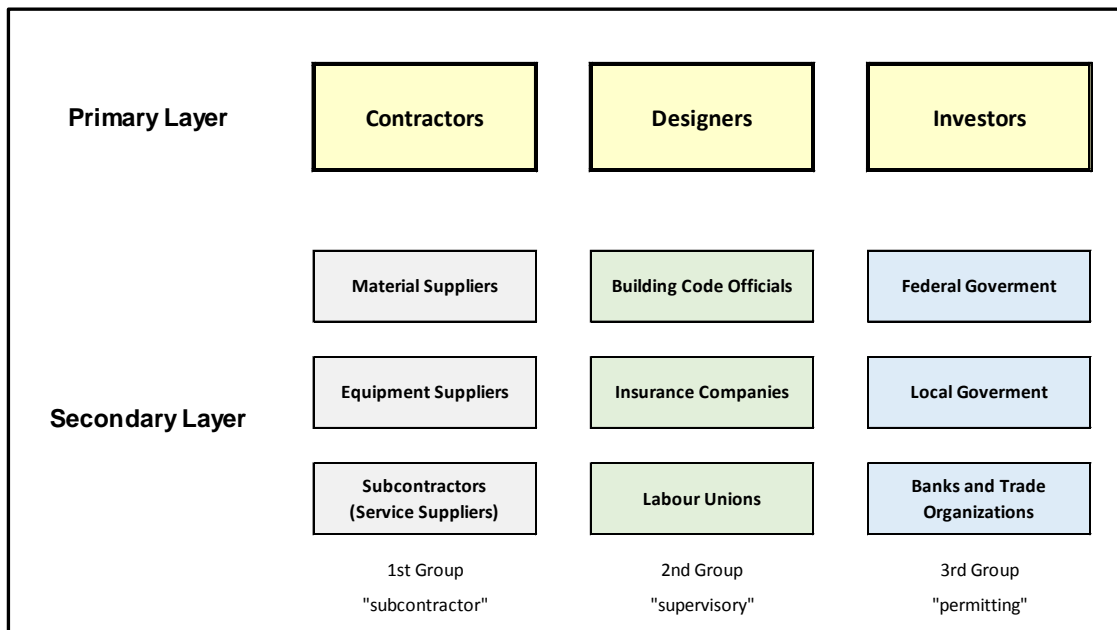 Primary Layer
Contractors
Designers
Investors
Material Suppliers
Building Code Officials
Federal Goverment
Secondary Layer
Equipment Suppliers
Insurance Companies
Local Goverment
Subcontractors
(Service Suppliers)
Labour Unions
Banks and Trade
Organizations
1st Group
2nd Group
3rd Group
"subcontractor"
"supervisory"
"permitting"